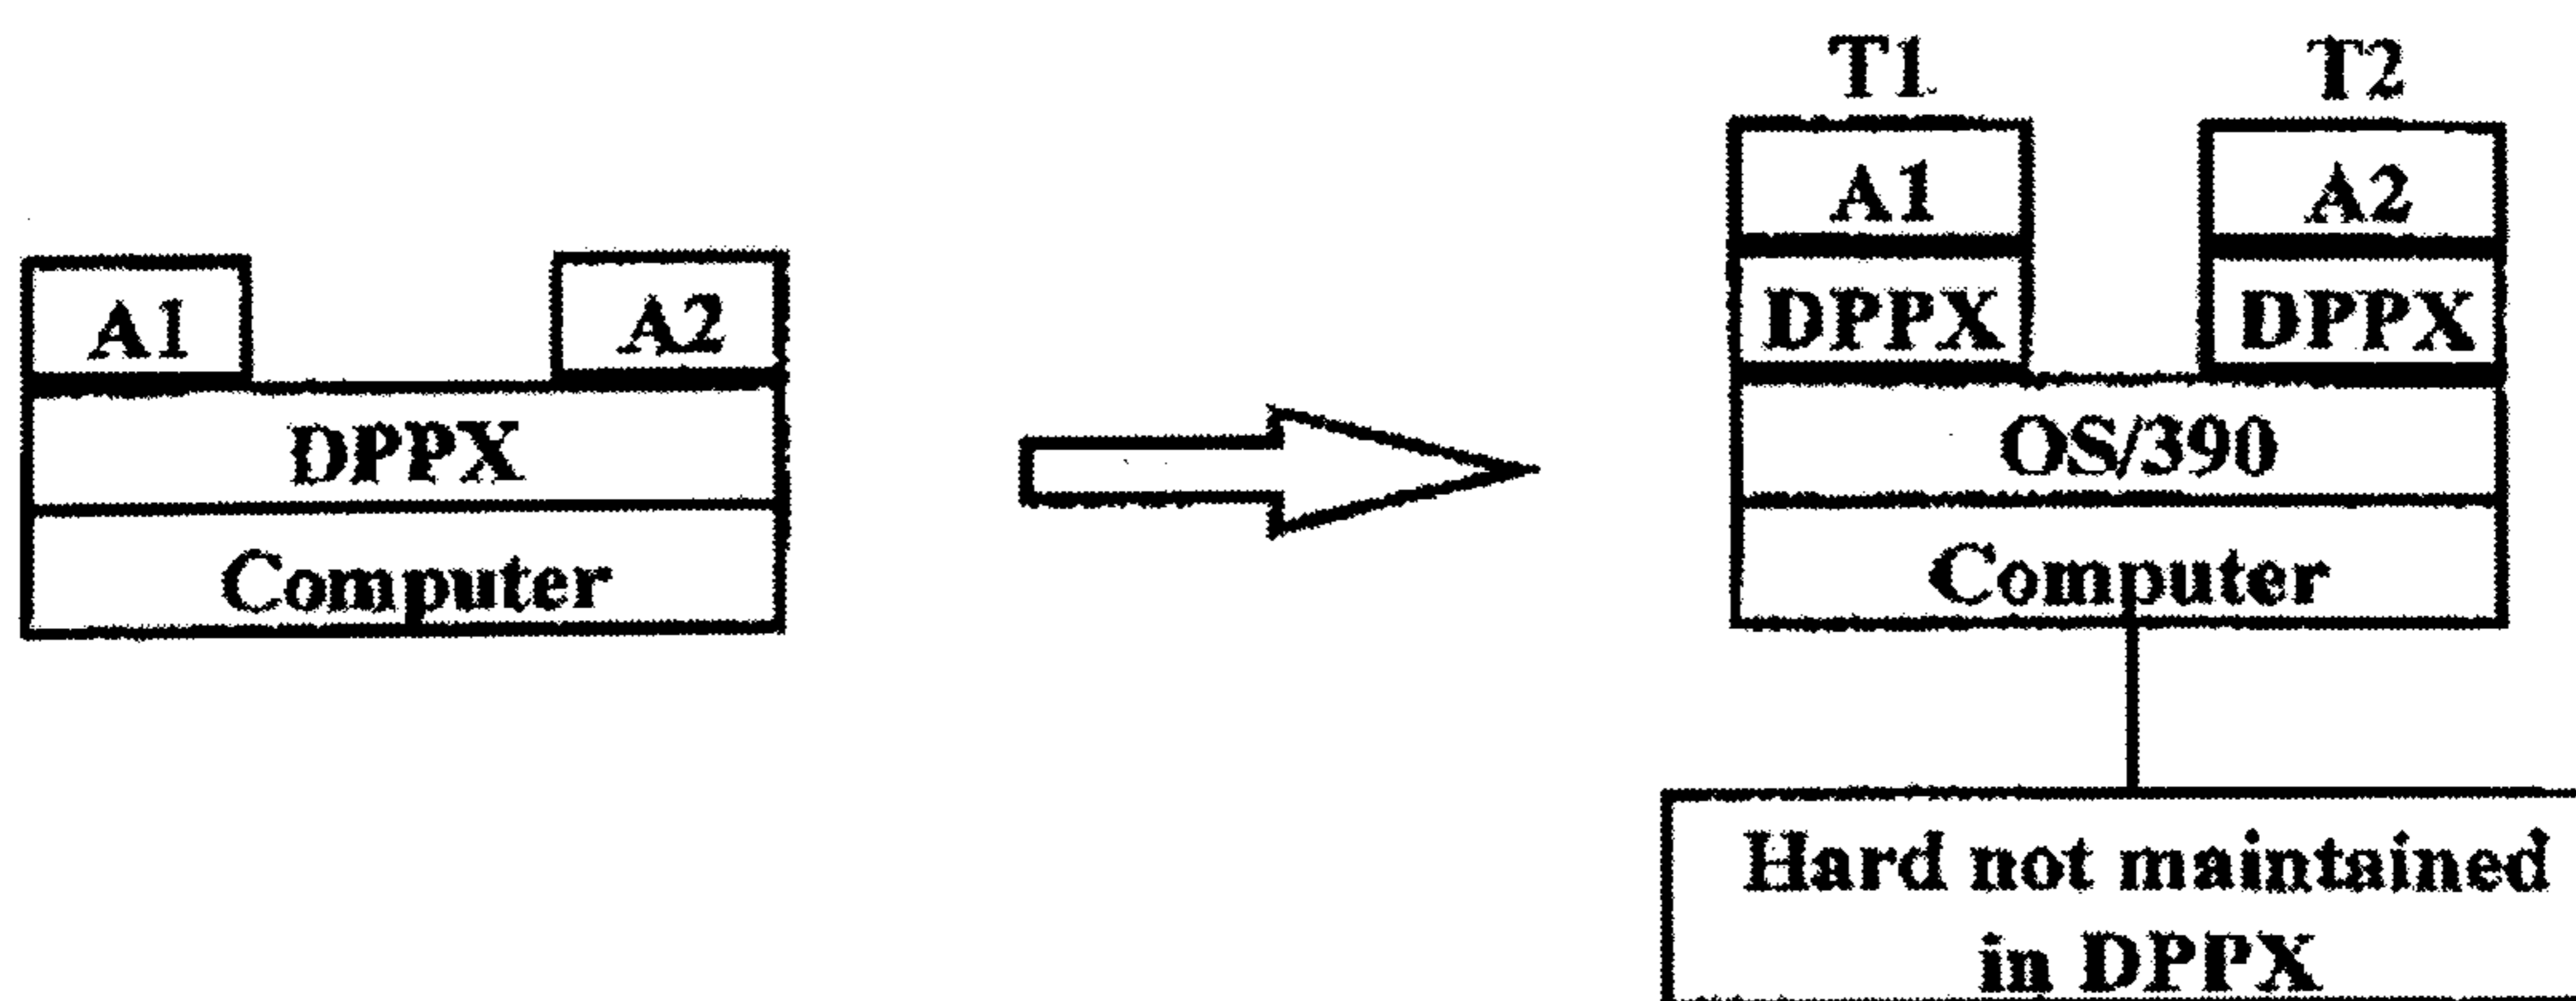 A1
A2
DPPX
Computer
T1
T2
A1
A2
DPPX
DPPX
OS/390
Computer
Hard not maintained
in DPPX